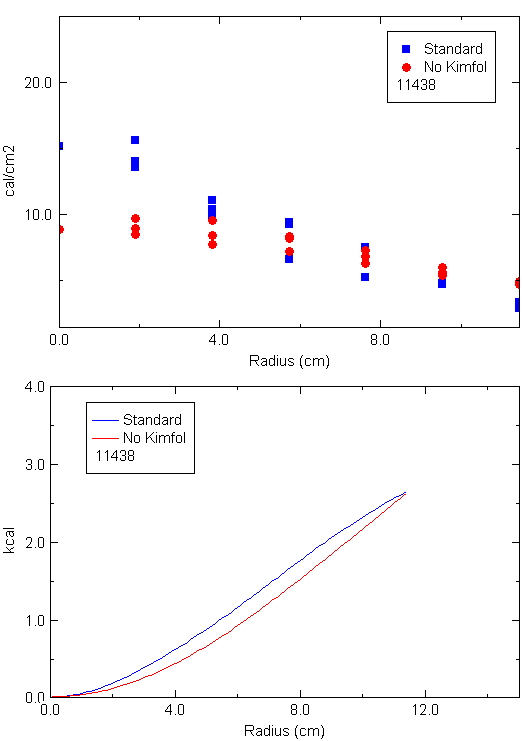 Standard
No Kimfol
11438
20.0
10.0
cal/cm2
0.0 4.0 8.0
Radius (cm)
4.0
Standard
No Kimfol
11438
3.0
2.0
1.0
0.0
kcal
0.0 4.0 8.0 12.0
Radius (cm)